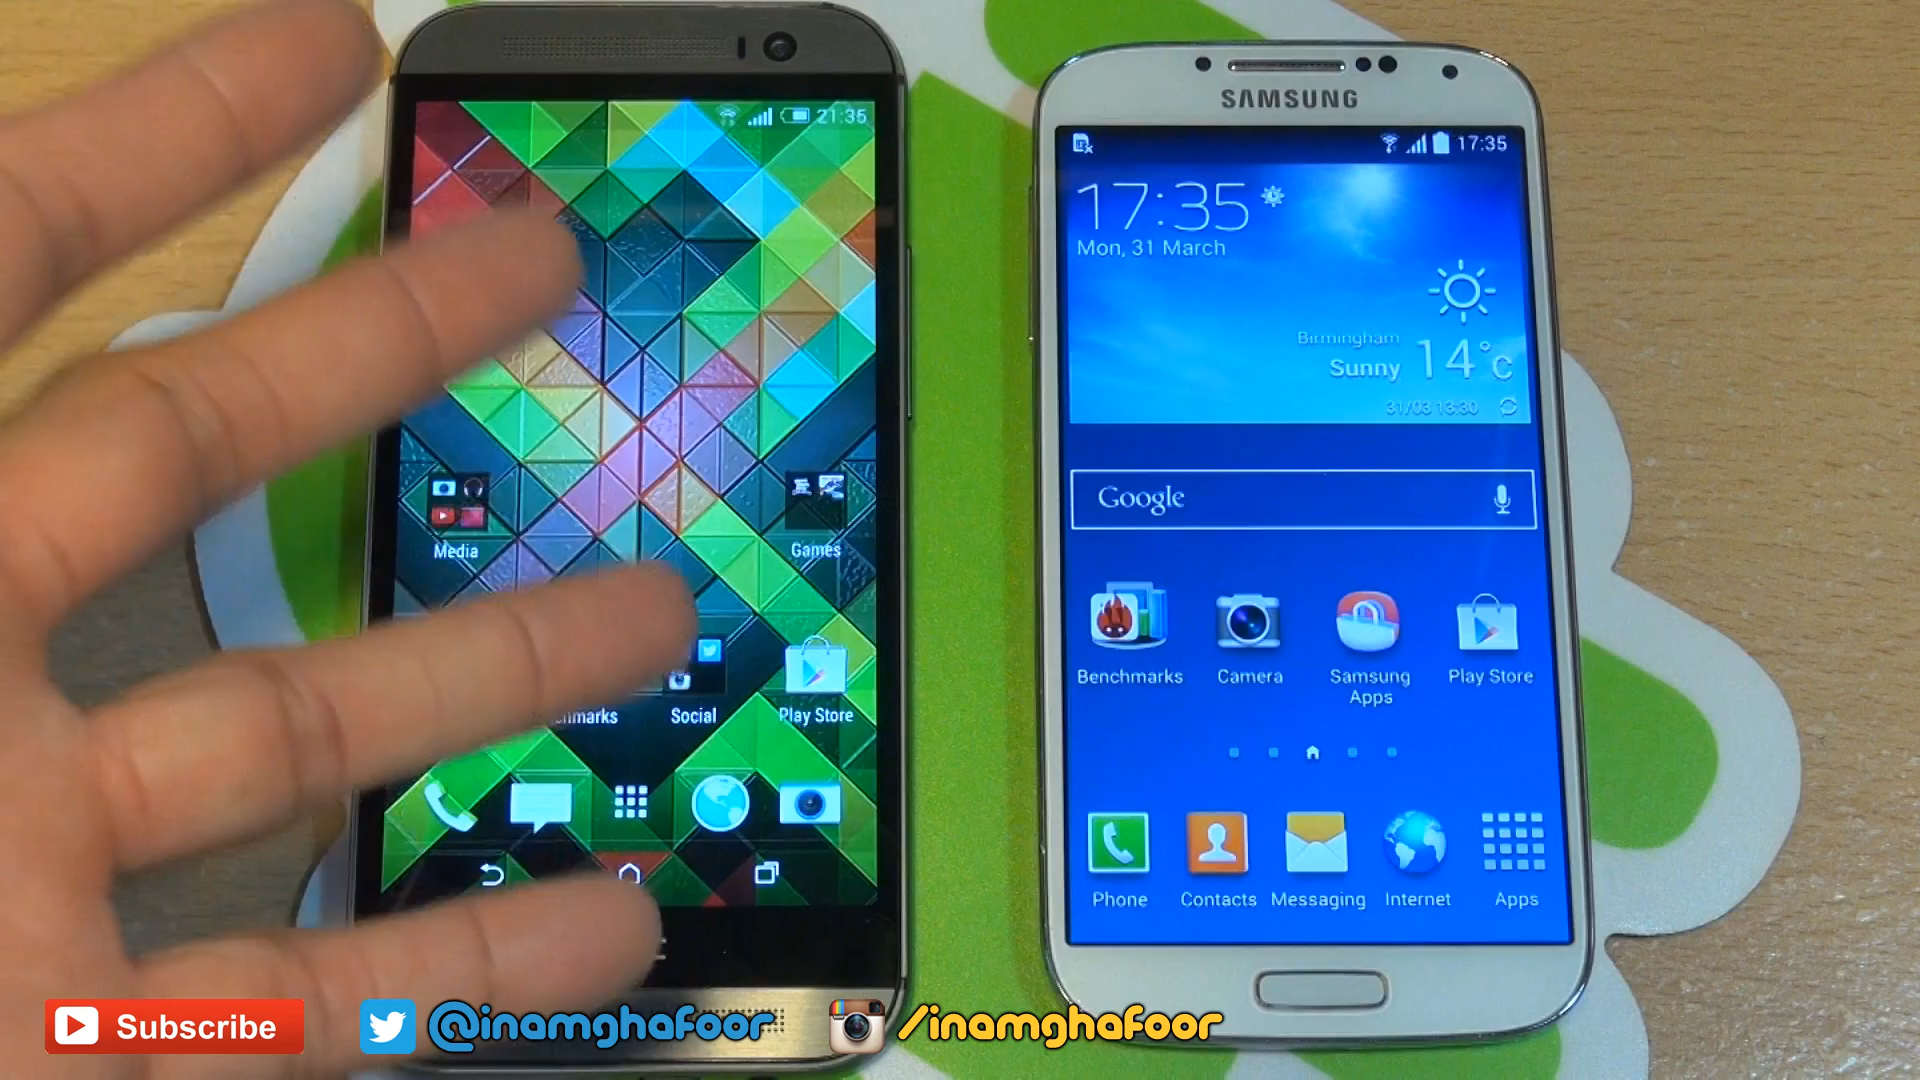 21:35
Media
Games
hmarks
Social
Play Store
SAMSUNG
17:35
17:35
Mon, 31 March
Birmingham
Sunny
14°c
31/03 13:30
Google
Benchmarks
Camera
Samsung
Apps
Play Store
Phone
Contacts
Messaging
Internet
Apps
Subscribe
@inamghafoor
/inamghafoor